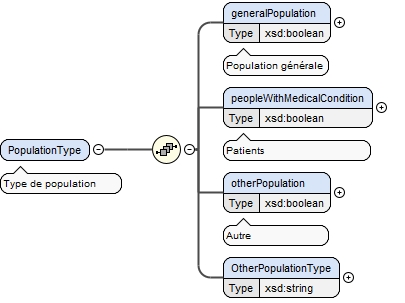 generalPopulation
Type xsd:boolean
Population générale
peopleWithMedicalCondition
Type xsd:boolean
Patients
PopulationType
Type de population
otherPopulation
Type xsd:boolean
Autre
OtherPopulationType
Type xsd:string